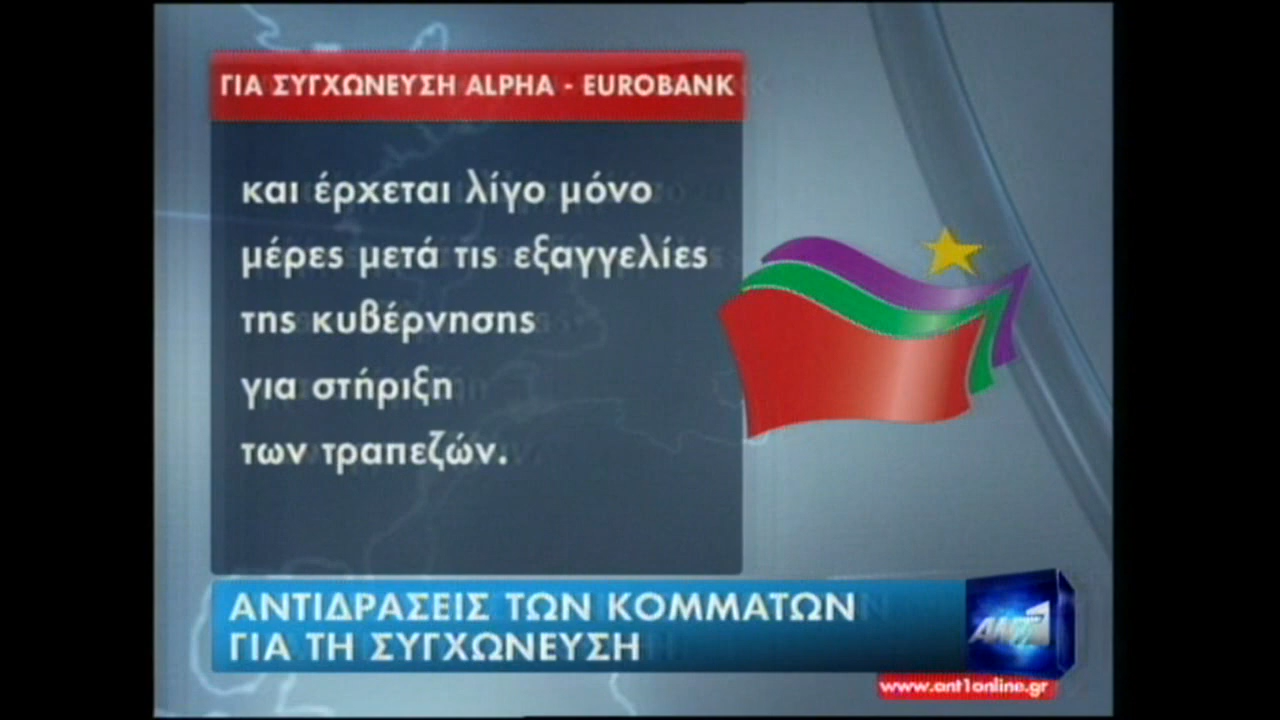 ΓΙΑ ΣΥΓΧΩΝΕΥΣΗ ALPHA - EUROBANK
και έρχεται λίγο μόνο
μέρες μετά τις εξαγγελίες
της κυβέρνησης
για στήριξη
των τραπεζών.
ΑΝΤΙΔΡΑΣΕΙΣ ΤΩΝ ΚΟΜΜΑΤΩΝ
ΓΙΑ ΤΗ ΣΥΓΧΩΝΕΥΣΗ
ΑΝΤ1
www.ant1online.gr